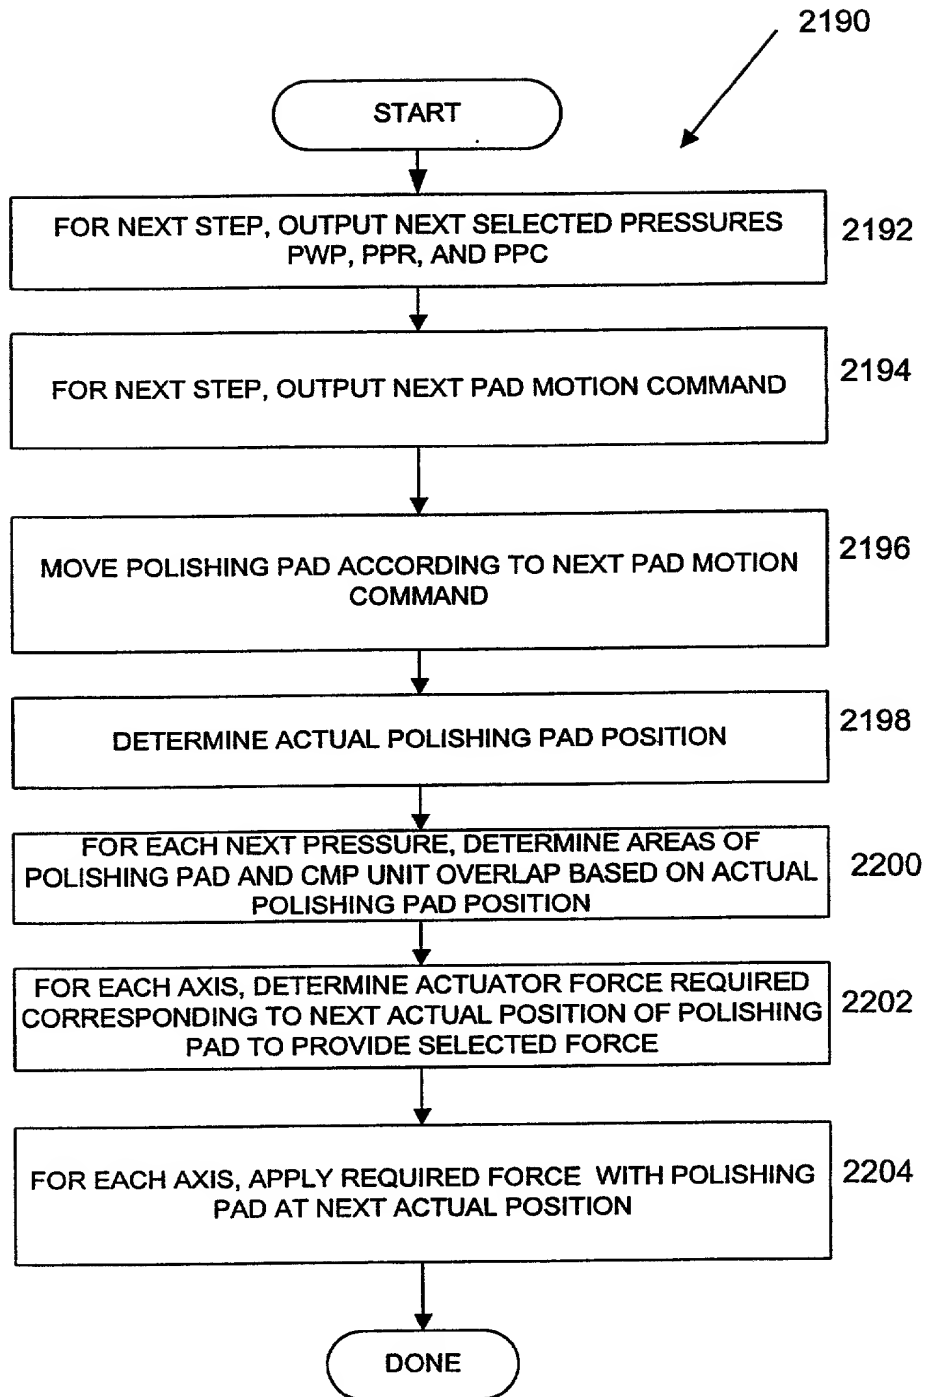 2190
START
FOR NEXT STEP, OUTPUT NEXT SELECTED PRESSURES
PWP, PPR, AND PPC
2192
FOR NEXT STEP, OUTPUT NEXT PAD MOTION COMMAND
2194
MOVE POLISHING PAD ACCORDING TO NEXT PAD MOTION
COMMAND
2196
DETERMINE ACTUAL POLISHING PAD POSITION
2198
FOR EACH NEXT PRESSURE, DETERMINE AREAS OF
POLISHING PAD AND CMP UNIT OVERLAP BASED ON ACTUAL
POLISHING PAD POSITION
2200
FOR EACH AXIS, DETERMINE ACTUATOR FORCE REQUIRED
CORRESPONDING TO NEXT ACTUAL POSITION OF POLISHING
PAD TO PROVIDE SELECTED FORCE
2202
FOR EACH AXIS, APPLY REQUIRED FORCE WITH POLISHING
PAD AT NEXT ACTUAL POSITION
2204
DONE